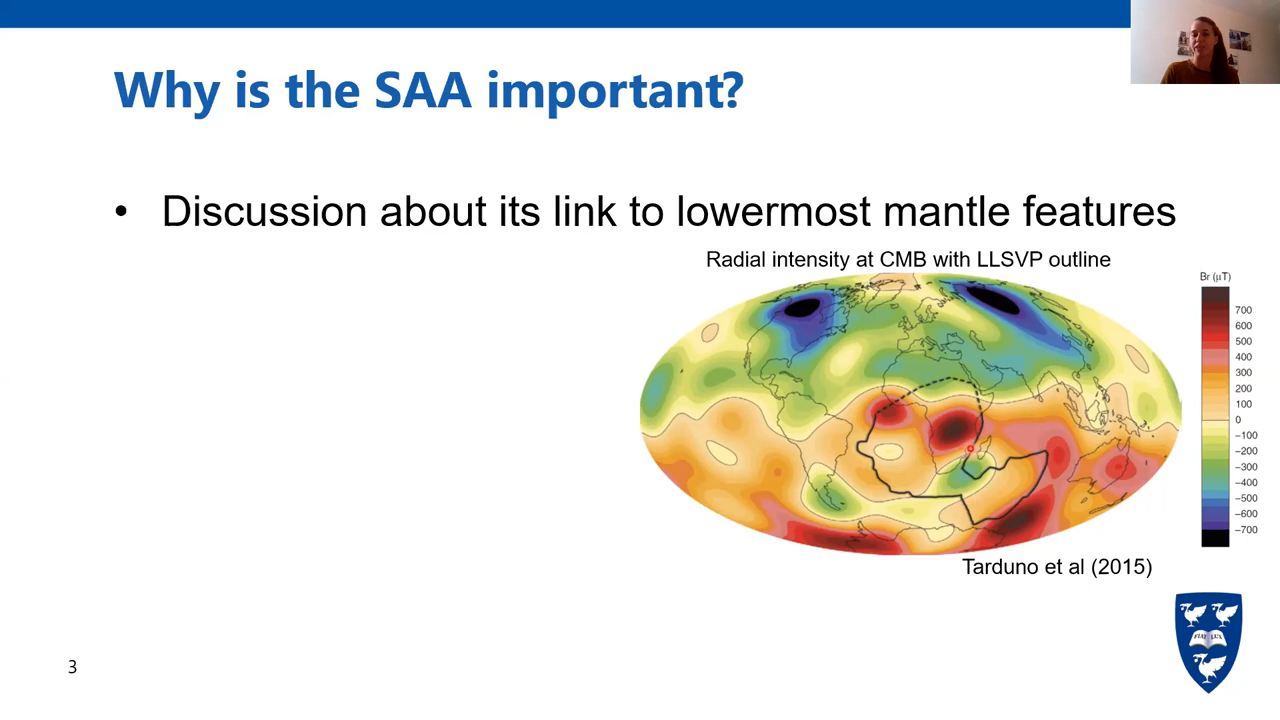 Why is the SAA important?
• Discussion about its link to lowermost mantle features
Radial intensity at CMB with LLSVP outline
Br (µT)
700
600
500
400
300
200
100
0
−100
−200
−300
−400
−500
−600
−700
Tarduno et al (2015)
FIAT LUX
3